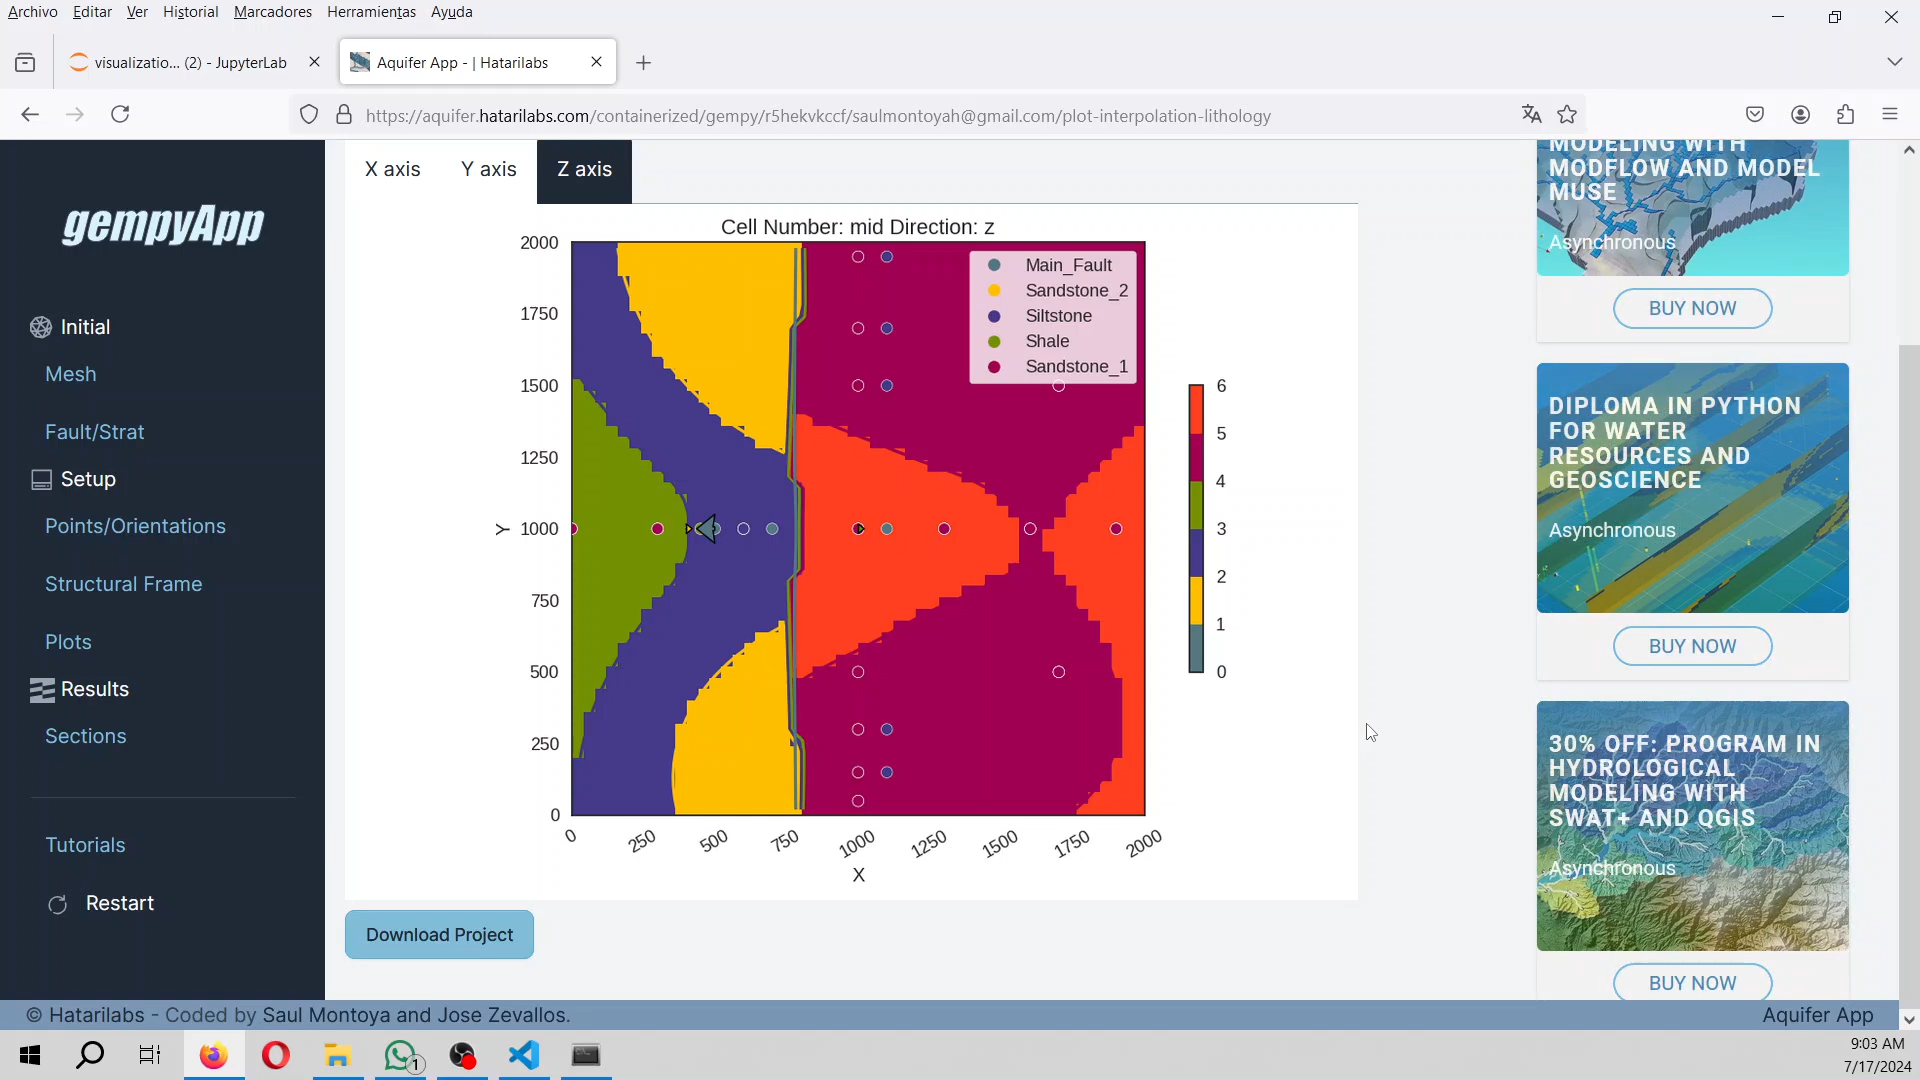 Archivo Editar Ver Historial Marcadores Herramientas Ayuda
visualizatio... (2) - JupyterLab
Aquifer App - | Hatarilabs
https://aquifer.hatarilabs.com/containerized/gempy/r5hekvkccf/saulmontoyah@gmail.com/plot-interpolation-lithology
gempyApp
Initial
Mesh
Fault/Strat
Setup
Points/Orientations
Structural Frame
Plots
Results
Sections
Tutorials
Restart
X axis
Y axis
Z axis
Cell Number: mid Direction: z
2000
1750
1500
1250
1000
750
500
250
0
Y
0
250
500
750
1000
1250
1500
1750
2000
X
Main_Fault
Sandstone_2
Siltstone
Shale
Sandstone_1
6
5
4
3
2
1
0
Download Project
MODELING WITH
MODFLOW AND MODEL
MUSE
Asynchronous
BUY NOW
DIPLOMA IN PYTHON
FOR WATER
RESOURCES AND
GEOSCIENCE
Asynchronous
BUY NOW
30% OFF: PROGRAM IN
HYDROLOGICAL
MODELING WITH
SWAT+ AND QGIS
Asynchronous
BUY NOW
© Hatarilabs - Coded by Saul Montoya and Jose Zevallos.
Aquifer App
1
9:03 AM
7/17/2024